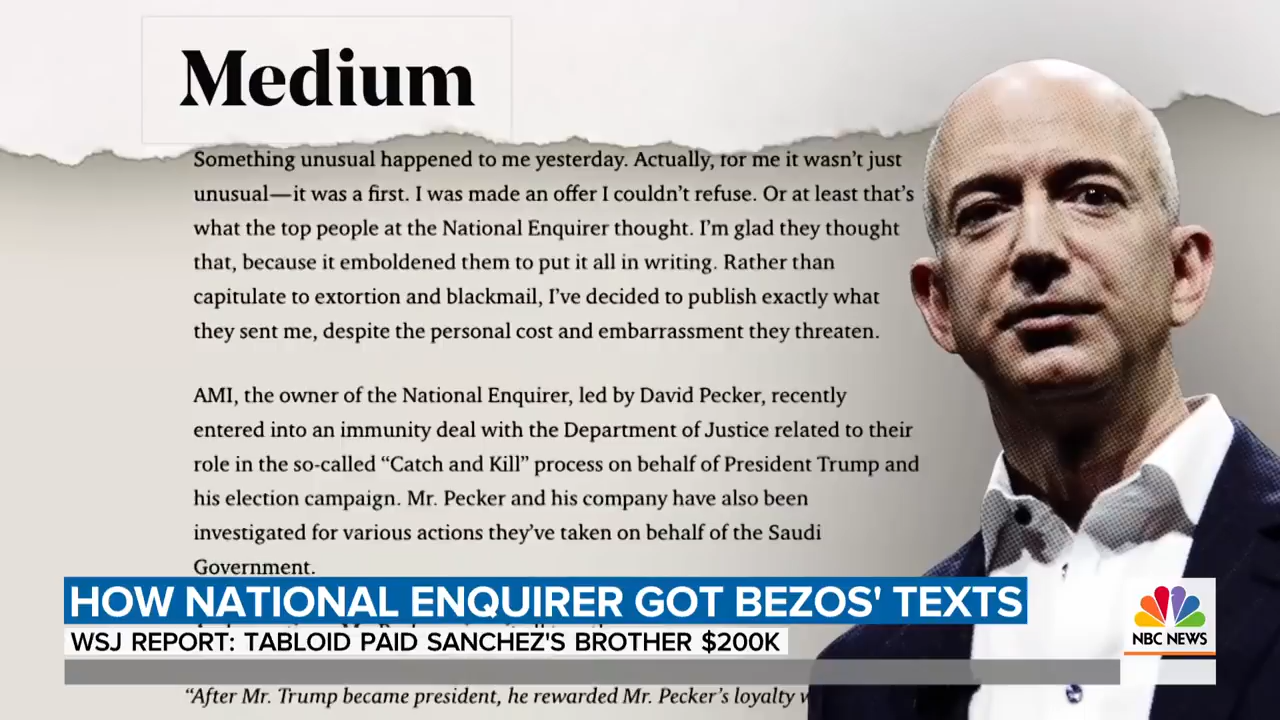 Medium
Something unusual happened to me yesterday. Actually, for me it wasn’t just
unusual—it was a first. I was made an offer I couldn’t refuse. Or at least that’s
what the top people at the National Enquirer thought. I’m glad they thought
that, because it emboldened them to put it all in writing. Rather than
capitulate to extortion and blackmail, I’ve decided to publish exactly what
they sent me, despite the personal cost and embarrassment they threaten.
AMI, the owner of the National Enquirer, led by David Pecker, recently
entered into an immunity deal with the Department of Justice related to their
role in the so-called “Catch and Kill” process on behalf of President Trump and
his election campaign. Mr. Pecker and his company have also been
investigated for various actions they’ve taken on behalf of the Saudi
Government.
HOW NATIONAL ENQUIRER GOT BEZOS' TEXTS
WSJ REPORT: TABLOID PAID SANCHEZ'S BROTHER $200K
NBC NEWS
“After Mr. Trump became president, he rewarded Mr. Pecker’s loyalty